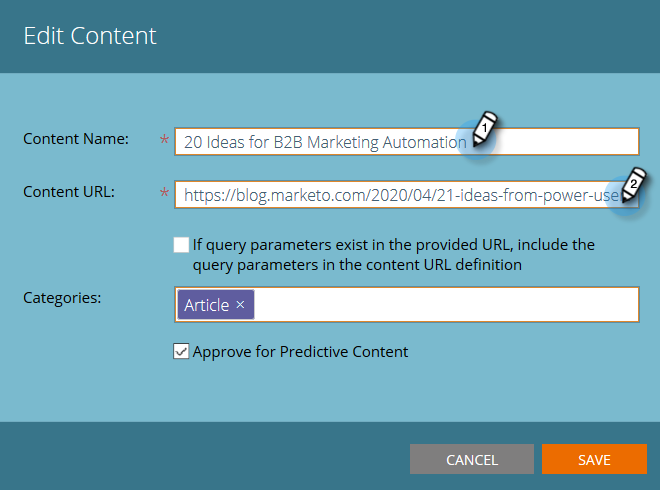 Edit Content
Content Name: * 20 Ideas for B2B Marketing Automation 1
Content URL: * https://blog.marketo.com/2020/04/21-ideas-from-power-use 2
If query parameters exist in the provided URL, include the
query parameters in the content URL definition
Categories: Article ×
Approve for Predictive Content
CANCEL SAVE